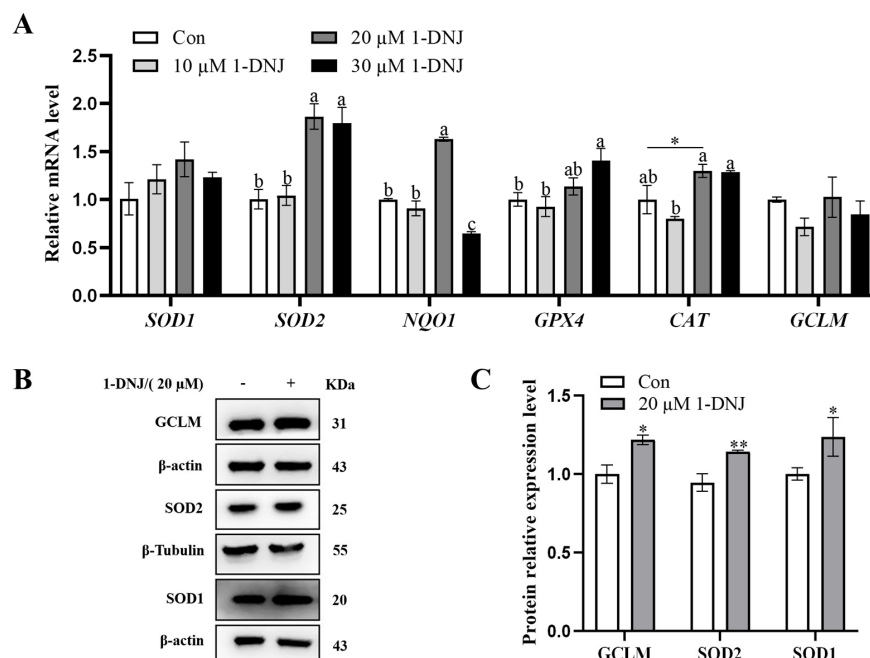 A
Con
20 µM 1-DNJ
10 µM 1-DNJ
30 µM 1-DNJ
Relative mRNA level
2.5
2.0
1.5
1.0
0.5
0.0
b b a a
b b a c
b b ab a
ab b * a a
SOD1 SOD2 NQO1 GPX4 CAT GCLM
B
1-DNJ/( 20 µM) - + KDa
GCLM 31
β-actin 43
SOD2 25
β-Tubulin 55
SOD1 20
β-actin 43
C
Con
20 µM 1-DNJ
Protein relative expression level
1.5
1.0
0.5
0.0
* ** *
GCLM SOD2 SOD1